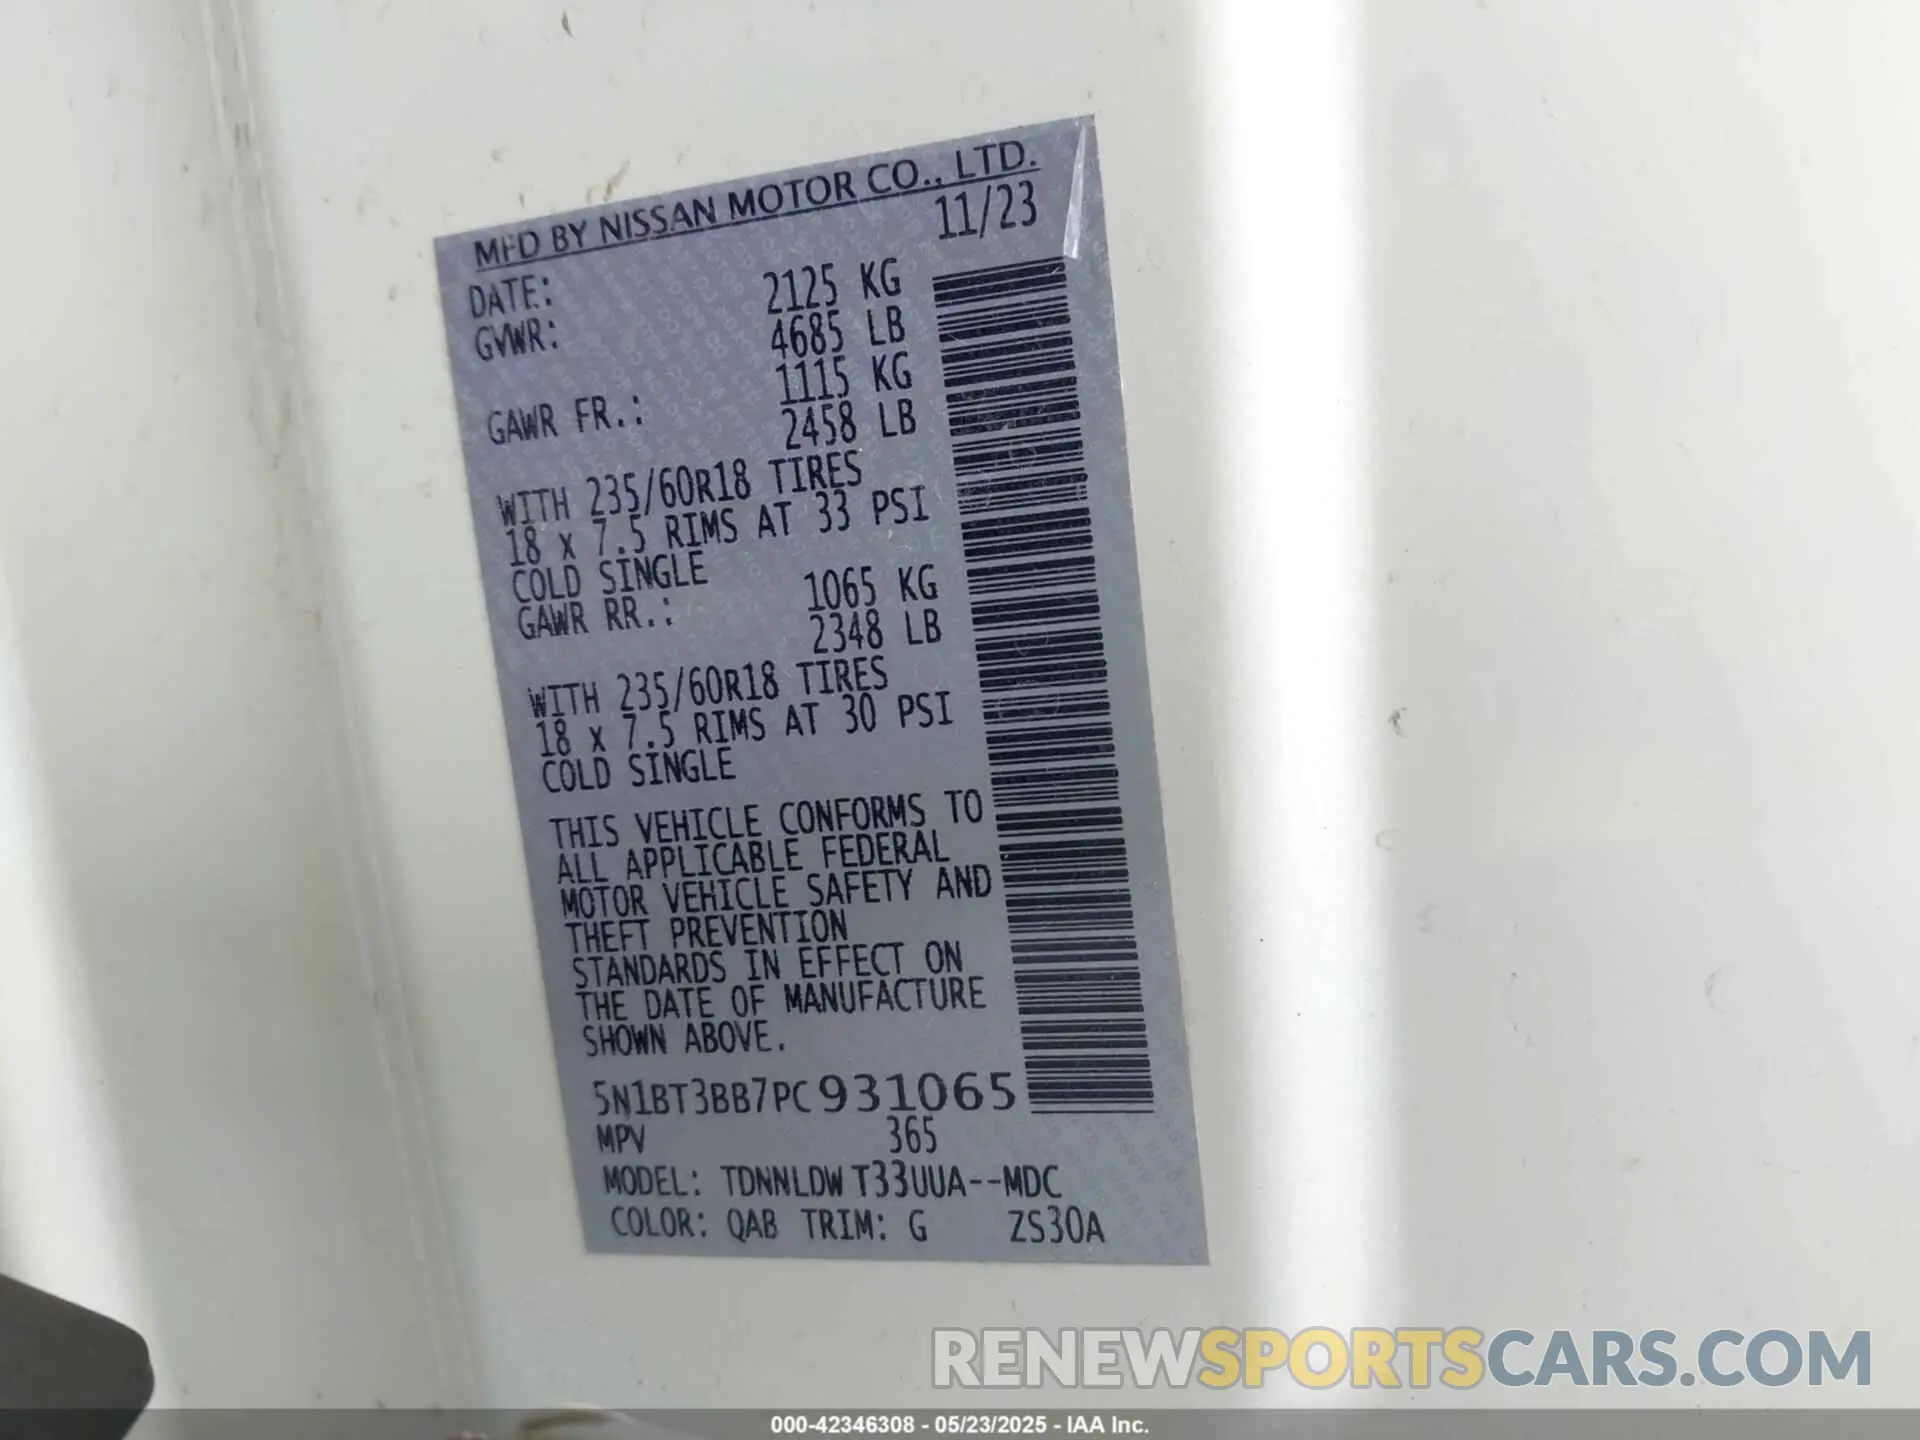 MFD BY NISSAN MOTOR CO., LTD.
DATE: 11/23
GVWR: 2125 KG
4685 LB
GAWR FR.: 1115 KG
2458 LB
WITH 235/60R18 TIRES
18 x 7.5 RIMS AT 33 PSI
COLD SINGLE
GAWR RR.: 1065 KG
2348 LB
WITH 235/60R18 TIRES
18 x 7.5 RIMS AT 30 PSI
COLD SINGLE
THIS VEHICLE CONFORMS TO
ALL APPLICABLE FEDERAL
MOTOR VEHICLE SAFETY AND
THEFT PREVENTION
STANDARDS IN EFFECT ON
THE DATE OF MANUFACTURE
SHOWN ABOVE.
5N1BT3BB7PC931065
MPV 365
MODEL: TDNNLDW T33UUA--MDC
COLOR: QAB TRIM: G ZS30A
RENEWSPORTSCARS.COM
000-42346308 - 05/23/2025 - IAA Inc.